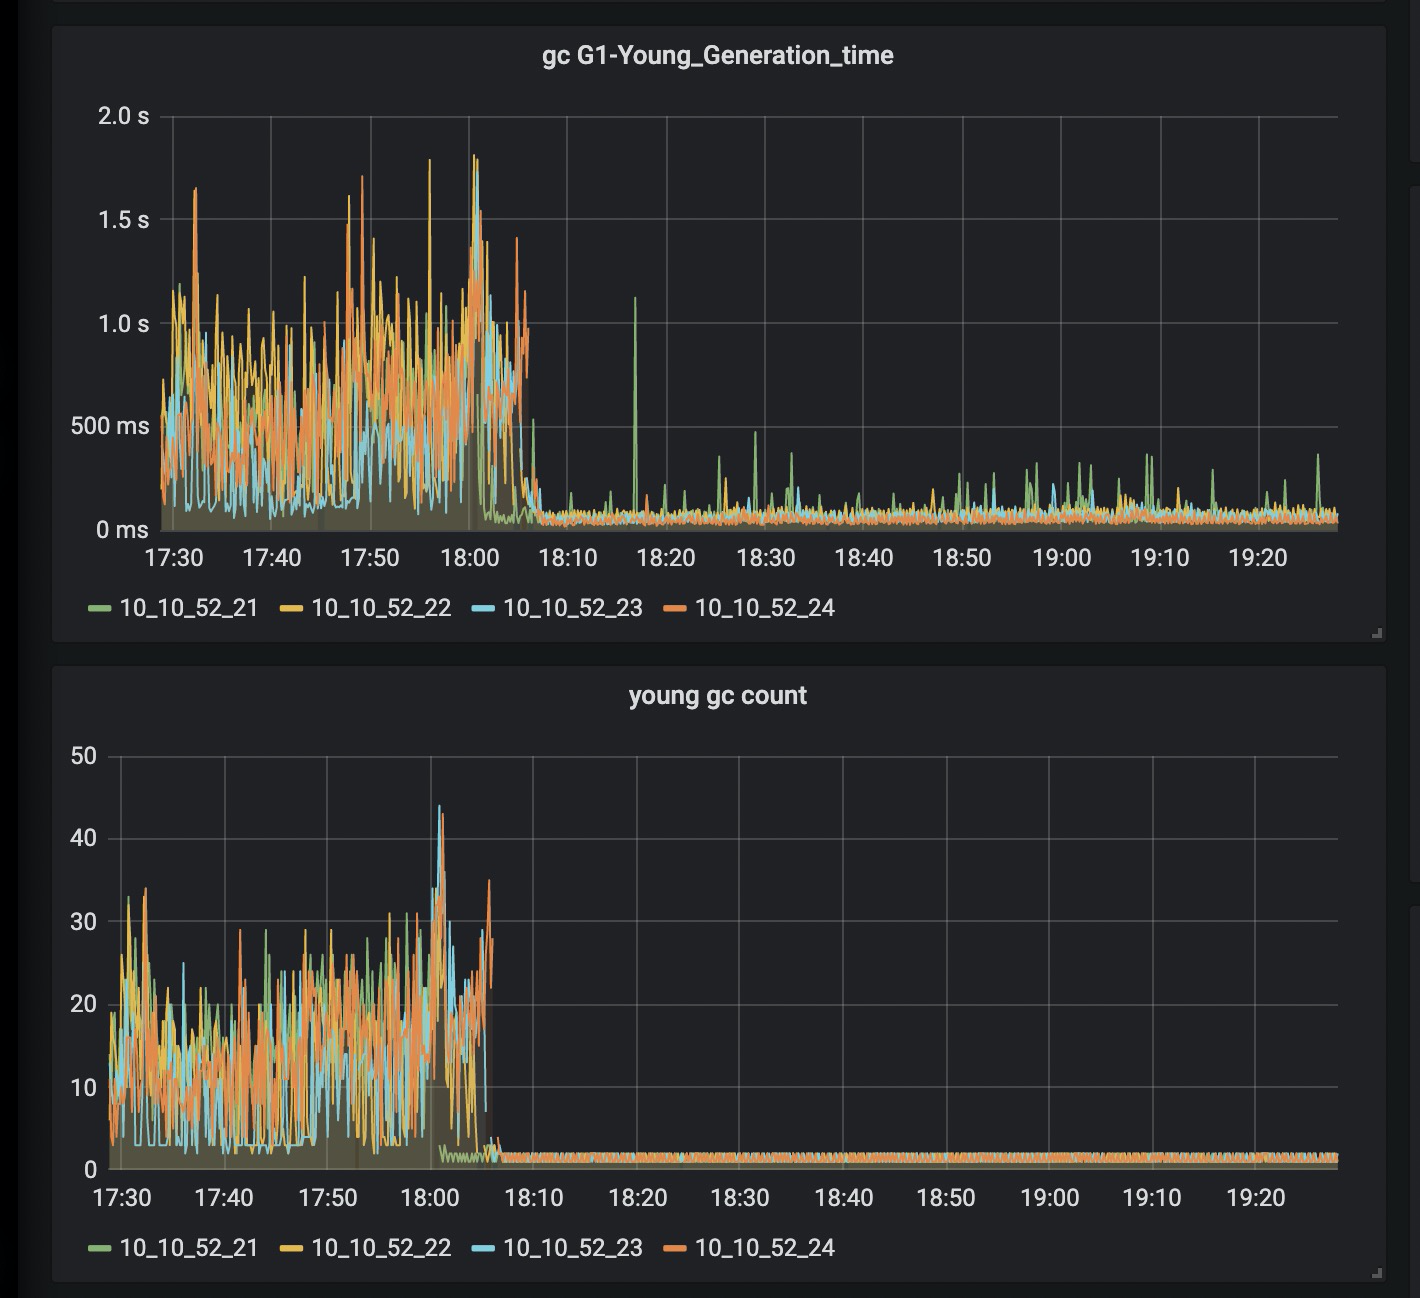 gc G1-Young_Generation_time
2.0 s
1.5 s
1.0 s
500 ms
0 ms
17:30 17:40 17:50 18:00 18:10 18:20 18:30 18:40 18:50 19:00 19:10 19:20
10_10_52_21 10_10_52_22 10_10_52_23 10_10_52_24
young gc count
50
40
30
20
10
0
17:30 17:40 17:50 18:00 18:10 18:20 18:30 18:40 18:50 19:00 19:10 19:20
10_10_52_21 10_10_52_22 10_10_52_23 10_10_52_24